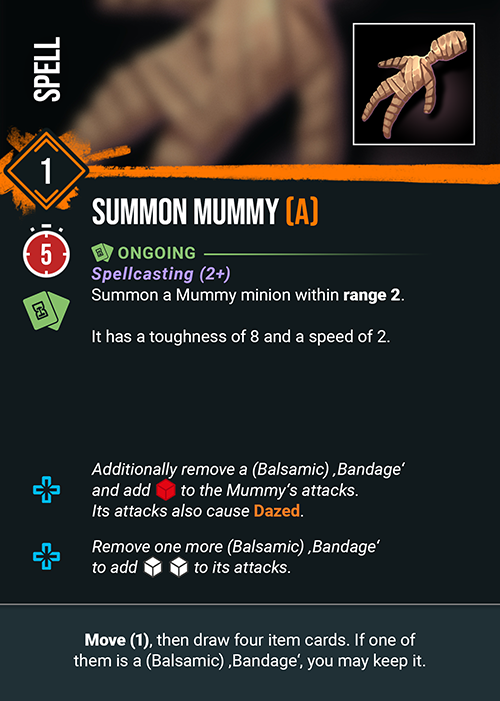 SPELL
1
SUMMON MUMMY (A)
5
ONGOING
Spellcasting (2+)
Summon a Mummy minion within range 2.
It has a toughness of 8 and a speed of 2.
Additionally remove a (Balsamic) ‚Bandage‘
and add to the Mummy‘s attacks.
Its attacks also cause Dazed.
Remove one more (Balsamic) ‚Bandage‘
to add to its attacks.
Move (1), then draw four item cards. If one of
them is a (Balsamic) ‚Bandage‘, you may keep it.